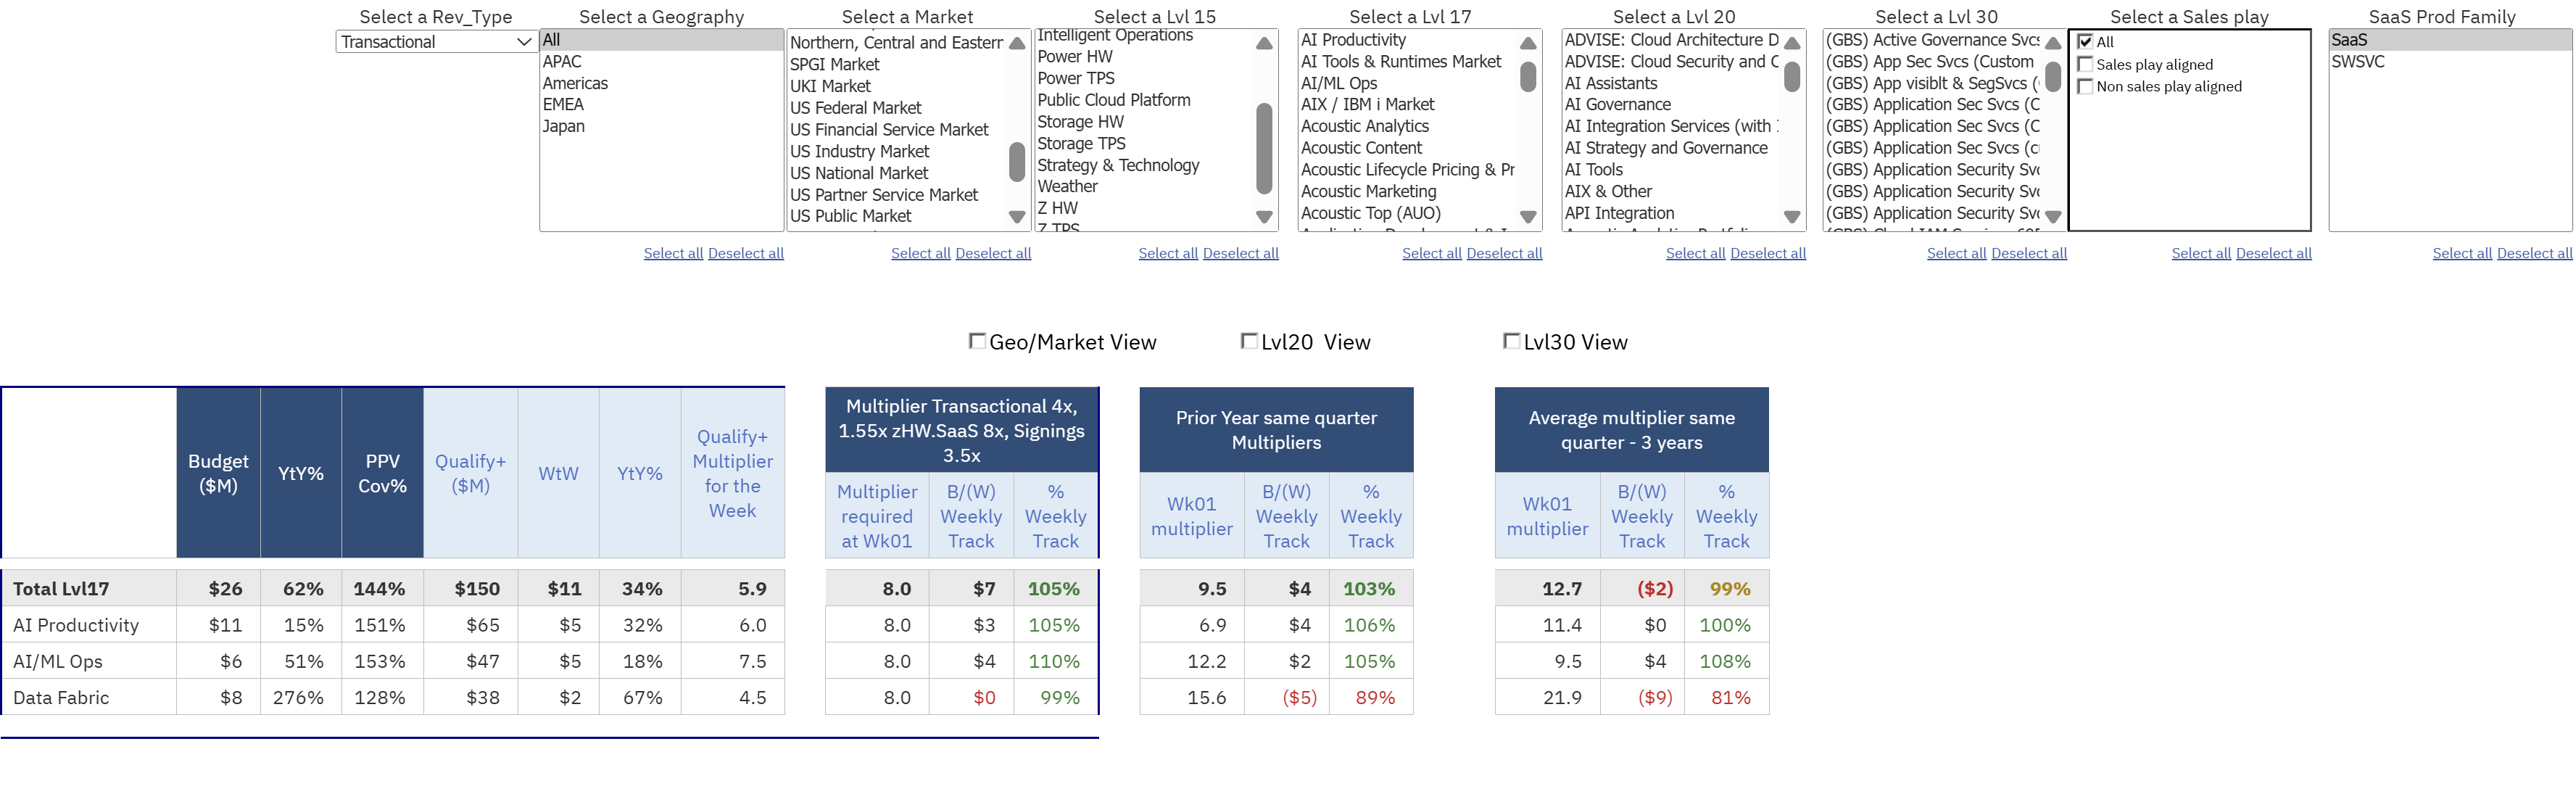 Select a Rev_Type
Select a Geography
Select a Market
Select a Lvl 15
Select a Lvl 17
Select a Lvl 20
Select a Lvl 30
Select a Sales play
SaaS Prod Family
Transactional
All
APAC
Americas
EMEA
Japan
Northern, Central and Eastern
SPGI Market
UKI Market
US Federal Market
US Financial Service Market
US Industry Market
US National Market
US Partner Service Market
US Public Market
Intelligent Operations
Power HW
Power TPS
Public Cloud Platform
Storage HW
Storage TPS
Strategy & Technology
Weather
Z HW
Z TPS
AI Productivity
AI Tools & Runtimes Market
AI/ML Ops
AIX / IBM i Market
Acoustic Analytics
Acoustic Content
Acoustic Lifecycle Pricing & Pr
Acoustic Marketing
Acoustic Top (AUO)
ADVISE: Cloud Architecture D
ADVISE: Cloud Security and C
AI Assistants
AI Governance
AI Integration Services (with
AI Strategy and Governance
AI Tools
AIX & Other
API Integration
(GBS) Active Governance Svcs
(GBS) App Sec Svcs (Custom
(GBS) App visiblt & SegSvcs (
(GBS) Application Sec Svcs (C
(GBS) Application Sec Svcs (C
(GBS) Application Sec Svcs (c
(GBS) Application Security Svc
(GBS) Application Security Svc
(GBS) Application Security Svc
All
Sales play aligned
Non sales play aligned
SaaS
SWSVC
Select all Deselect all
Select all Deselect all
Select all Deselect all
Select all Deselect all
Select all Deselect all
Select all Deselect all
Select all Deselect all
Select all Deselect all
Geo/Market View
Lvl20 View
Lvl30 View
Budget
($M)
YtY%
PPV
Cov%
Qualify+
($M)
WtW
YtY%
Qualify+
Multiplier
for the
Week
Multiplier Transactional 4x,
1.55x zHW.SaaS 8x, Signings
3.5x
Multiplier
required
at Wk01
B/(W)
Weekly
Track
%
Weekly
Track
Prior Year same quarter
Multipliers
Wk01
multiplier
B/(W)
Weekly
Track
%
Weekly
Track
Average multiplier same
quarter - 3 years
Wk01
multiplier
B/(W)
Weekly
Track
%
Weekly
Track
Total Lvl17 $26 62% 144% $150 $11 34% 5.9 8.0 $7 105% 9.5 $4 103% 12.7 ($2) 99%
AI Productivity $11 15% 151% $65 $5 32% 6.0 8.0 $3 105% 6.9 $4 106% 11.4 $0 100%
AI/ML Ops $6 51% 153% $47 $5 18% 7.5 8.0 $4 110% 12.2 $2 105% 9.5 $4 108%
Data Fabric $8 276% 128% $38 $2 67% 4.5 8.0 $0 99% 15.6 ($5) 89% 21.9 ($9) 81%